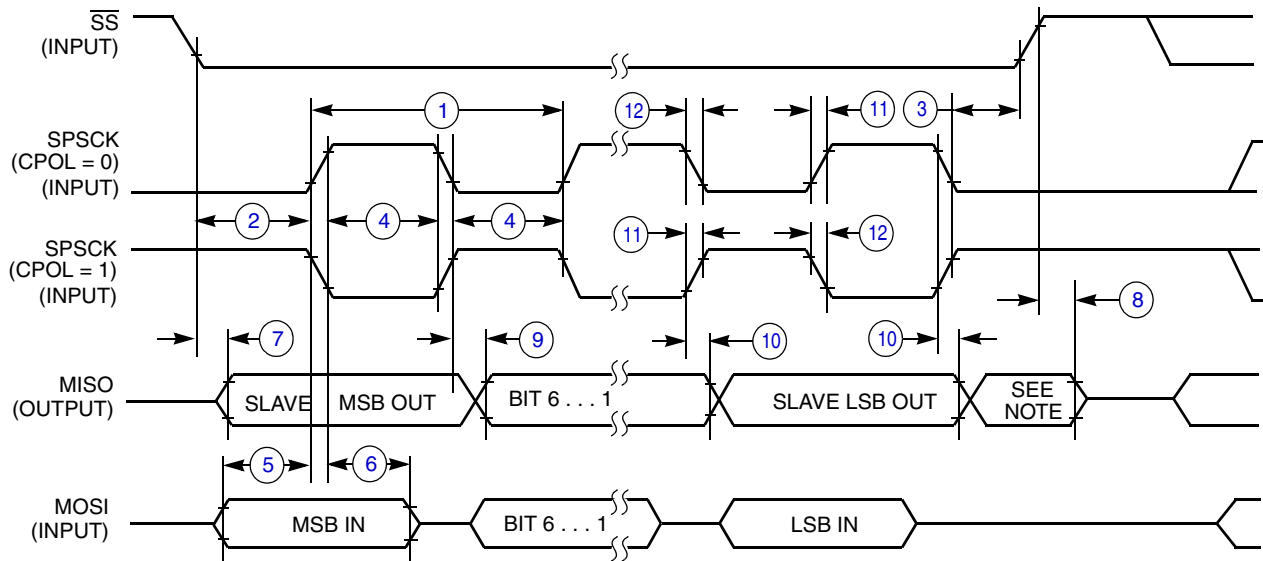 SS
(INPUT)
1
12
11
3
SPSCK
(CPOL = 0)
(INPUT)
2
4
4
11
12
SPSCK
(CPOL = 1)
(INPUT)
8
7
9
10
10
MISO
(OUTPUT)
SLAVE MSB OUT
BIT 6 . . . 1
SLAVE LSB OUT
SEE
NOTE
5
6
MOSI
(INPUT)
MSB IN
BIT 6 . . . 1
LSB IN